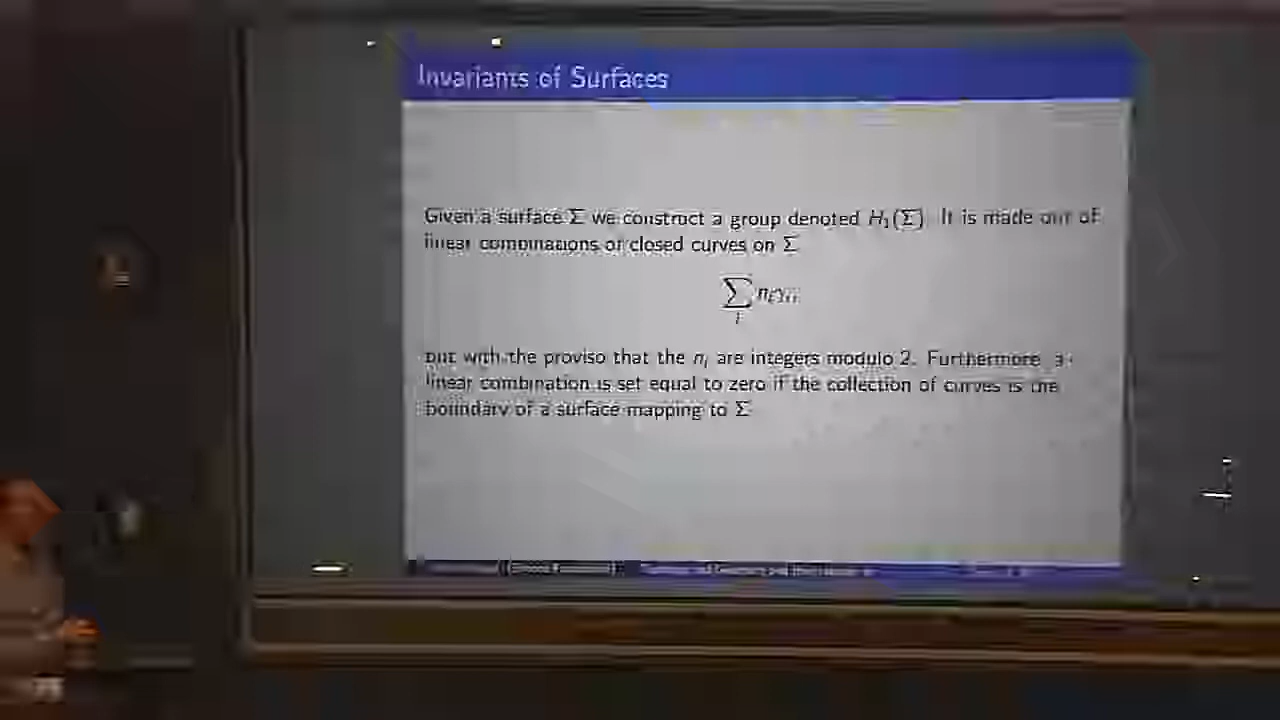 Invariants of Surfaces
Given a surface Σ we construct a group denoted H₁(Σ). It is made out of
linear combinations of closed curves on Σ
∑ nᵢγᵢ,
i
but with the proviso that the nᵢ are integers modulo 2. Furthermore, a
linear combination is set equal to zero if the collection of curves is the
boundary of a surface mapping to Σ